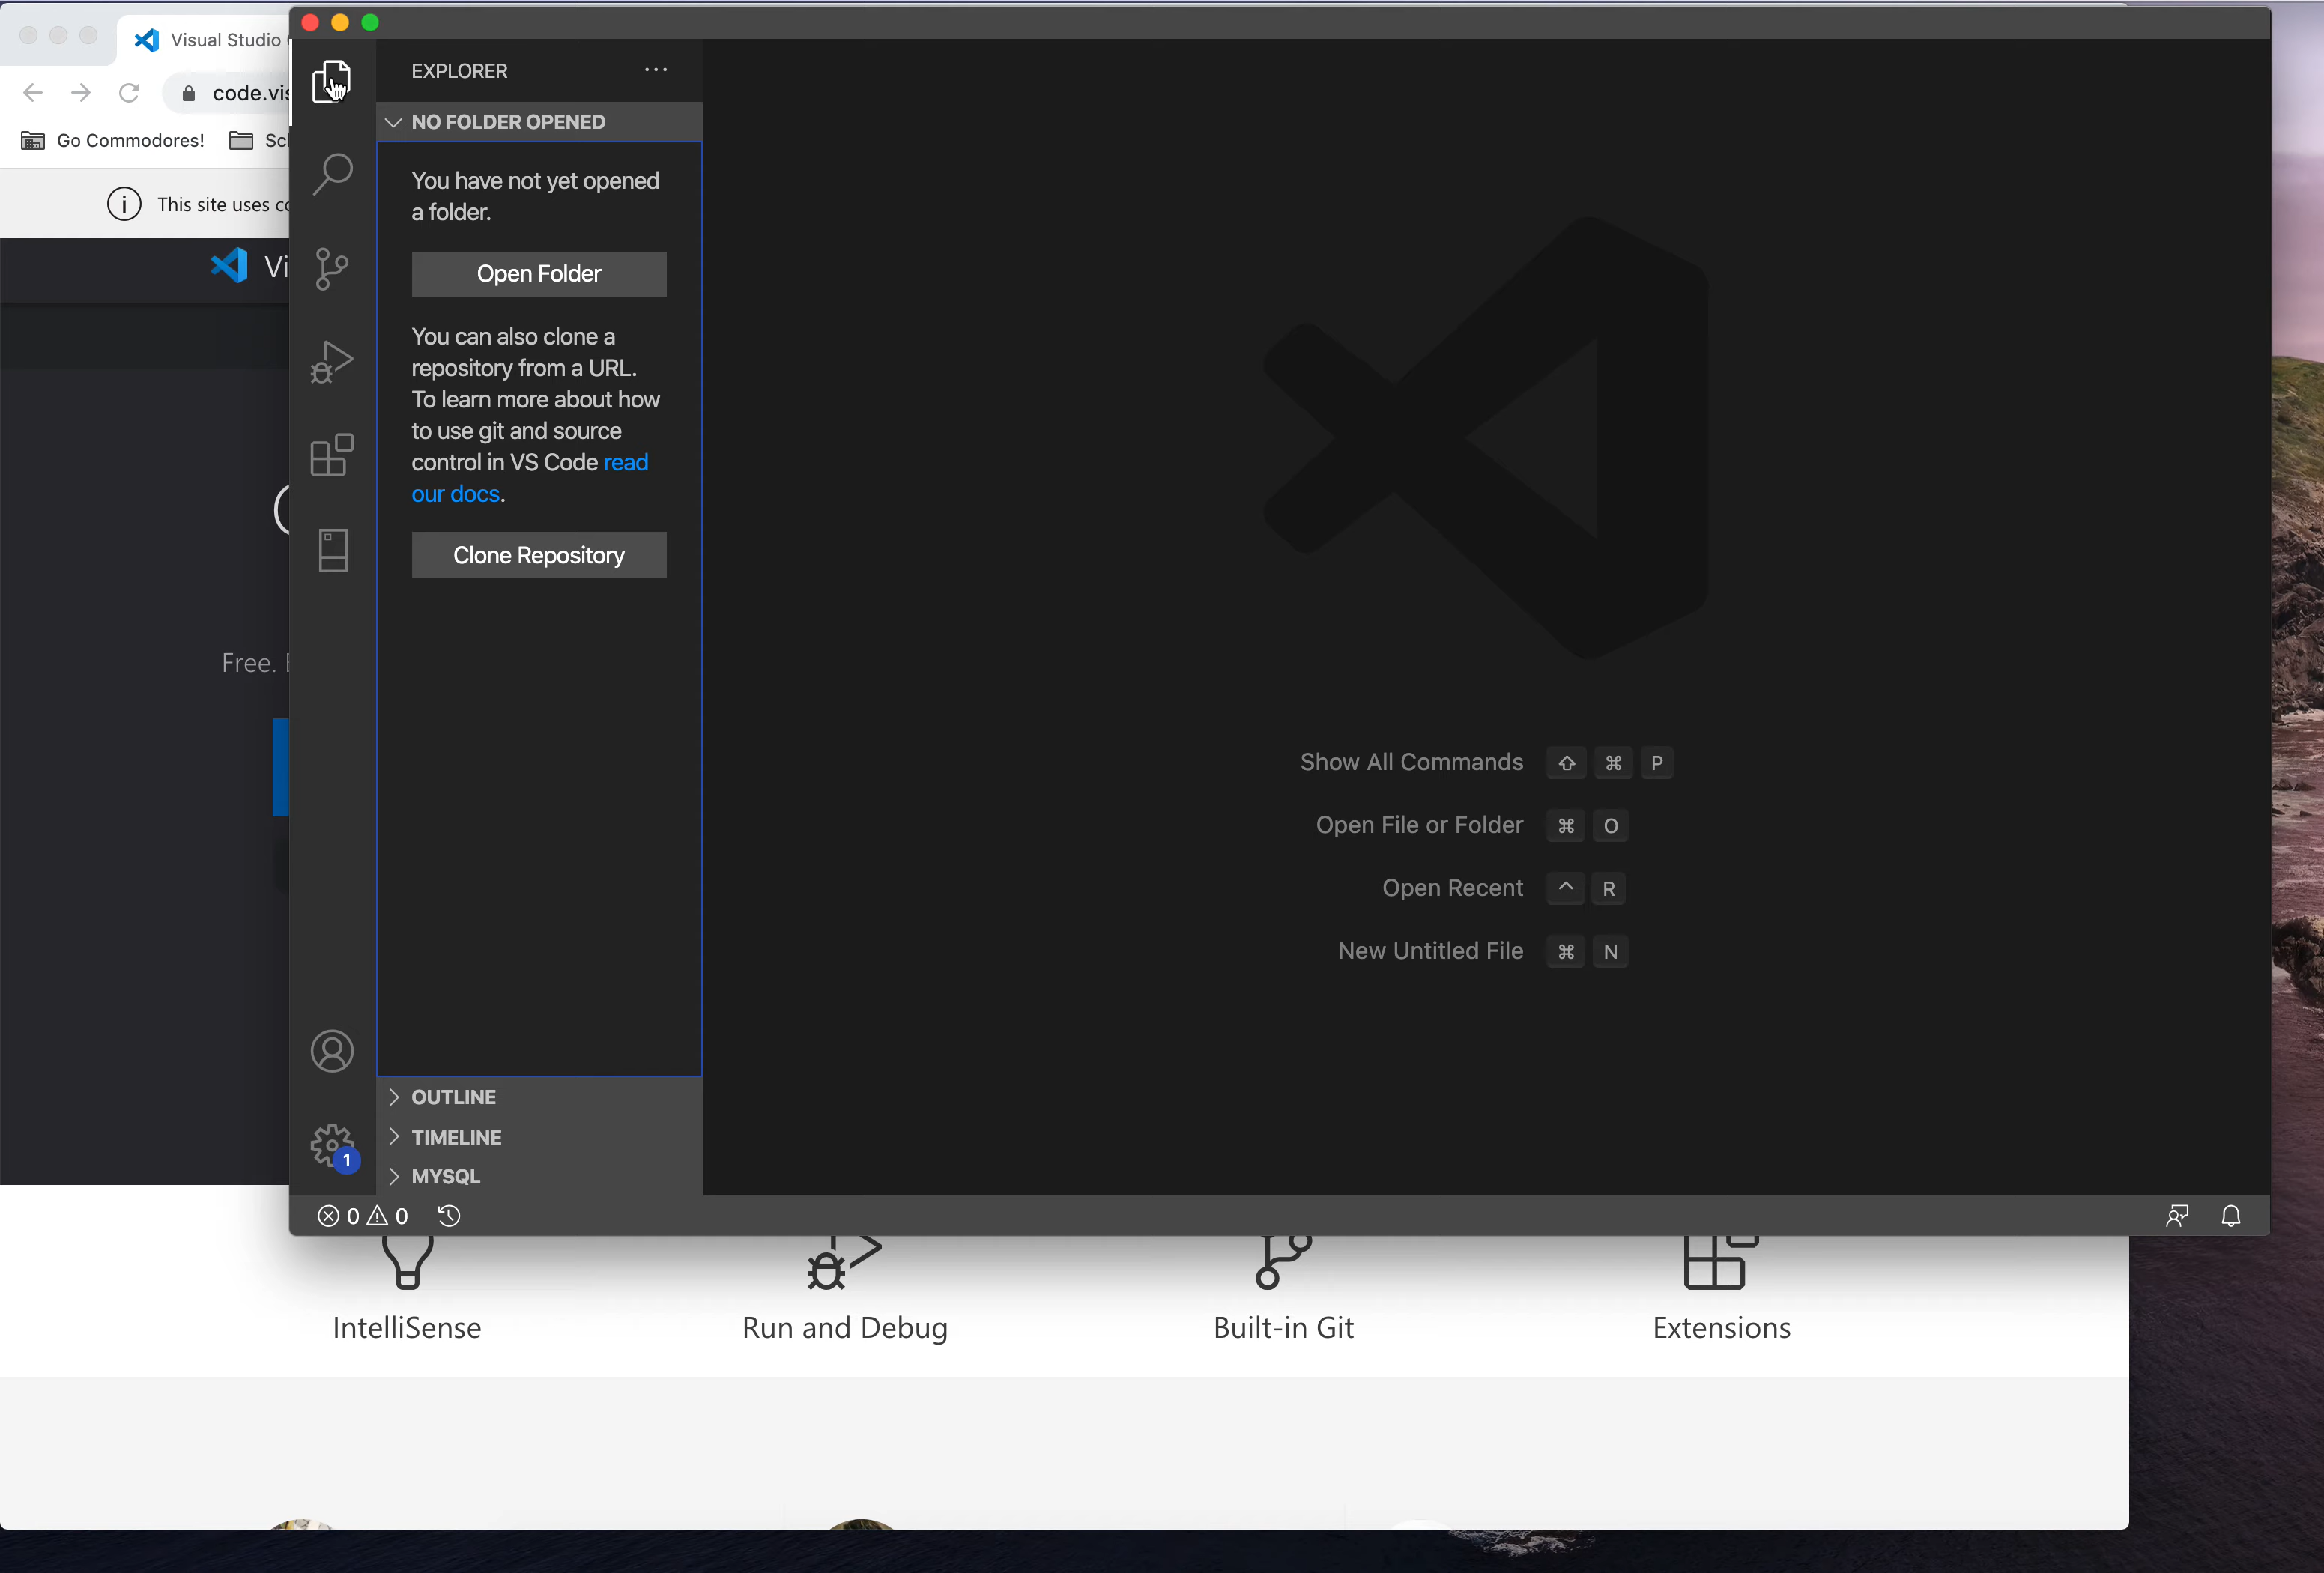 Visual Studio
code.vis
Go Commodores!
This site uses
Free.
EXPLORER
NO FOLDER OPENED
You have not yet opened
a folder.
Open Folder
You can also clone a
repository from a URL.
To learn more about how
to use git and source
control in VS Code read
our docs.
Clone Repository
OUTLINE
TIMELINE
MYSQL
1
0 0
Show All Commands ⇧ ⌘ P
Open File or Folder ⌘ O
Open Recent ^ R
New Untitled File ⌘ N
IntelliSense
Run and Debug
Built-in Git
Extensions